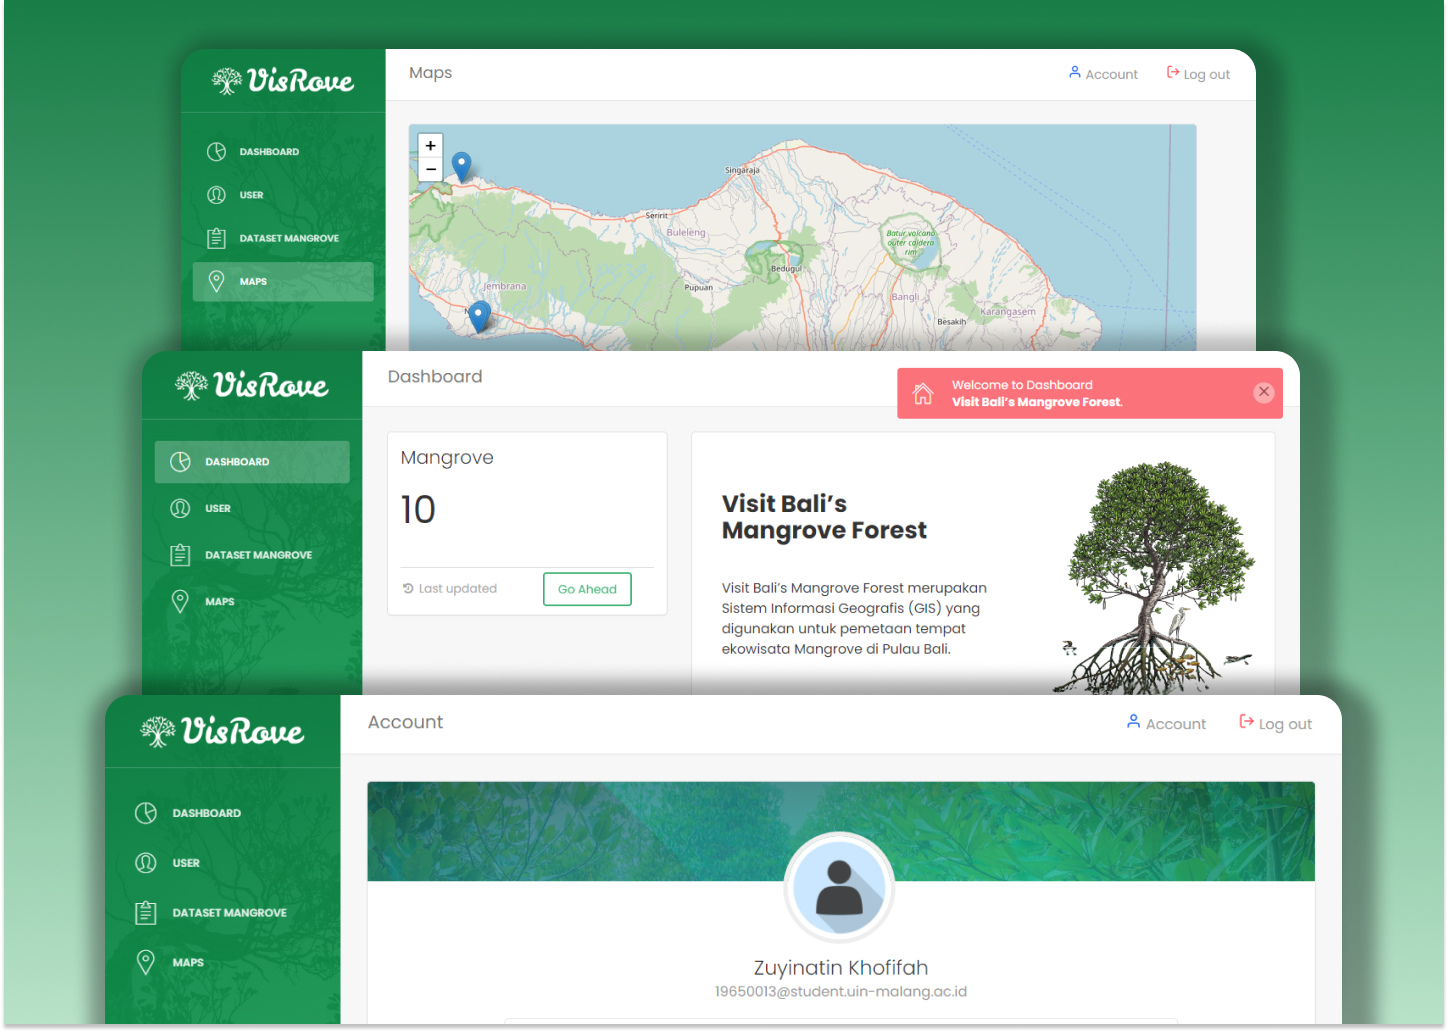 VisRove
Maps
Account
Log out
DASHBOARD
USER
DATASET MANGROVE
MAPS
+
−
Singaraja
Seririt
Buleleng
Batur volcano
outer caldera
rim
Bedugul
Jembrana
Pupuan
Bangli
Karangasem
Besakih
VisRove
Dashboard
Welcome to Dashboard
Visit Bali's Mangrove Forest.
DASHBOARD
USER
DATASET MANGROVE
MAPS
Mangrove
10
Last updated
Go Ahead
Visit Bali's
Mangrove Forest
Visit Bali's Mangrove Forest merupakan
Sistem Informasi Geografis (GIS) yang
digunakan untuk pemetaan tempat
ekowisata Mangrove di Pulau Bali.
VisRove
Account
Account
Log out
DASHBOARD
USER
DATASET MANGROVE
MAPS
Zuyinatin Khofifah
19650013@student.uin-malang.ac.id